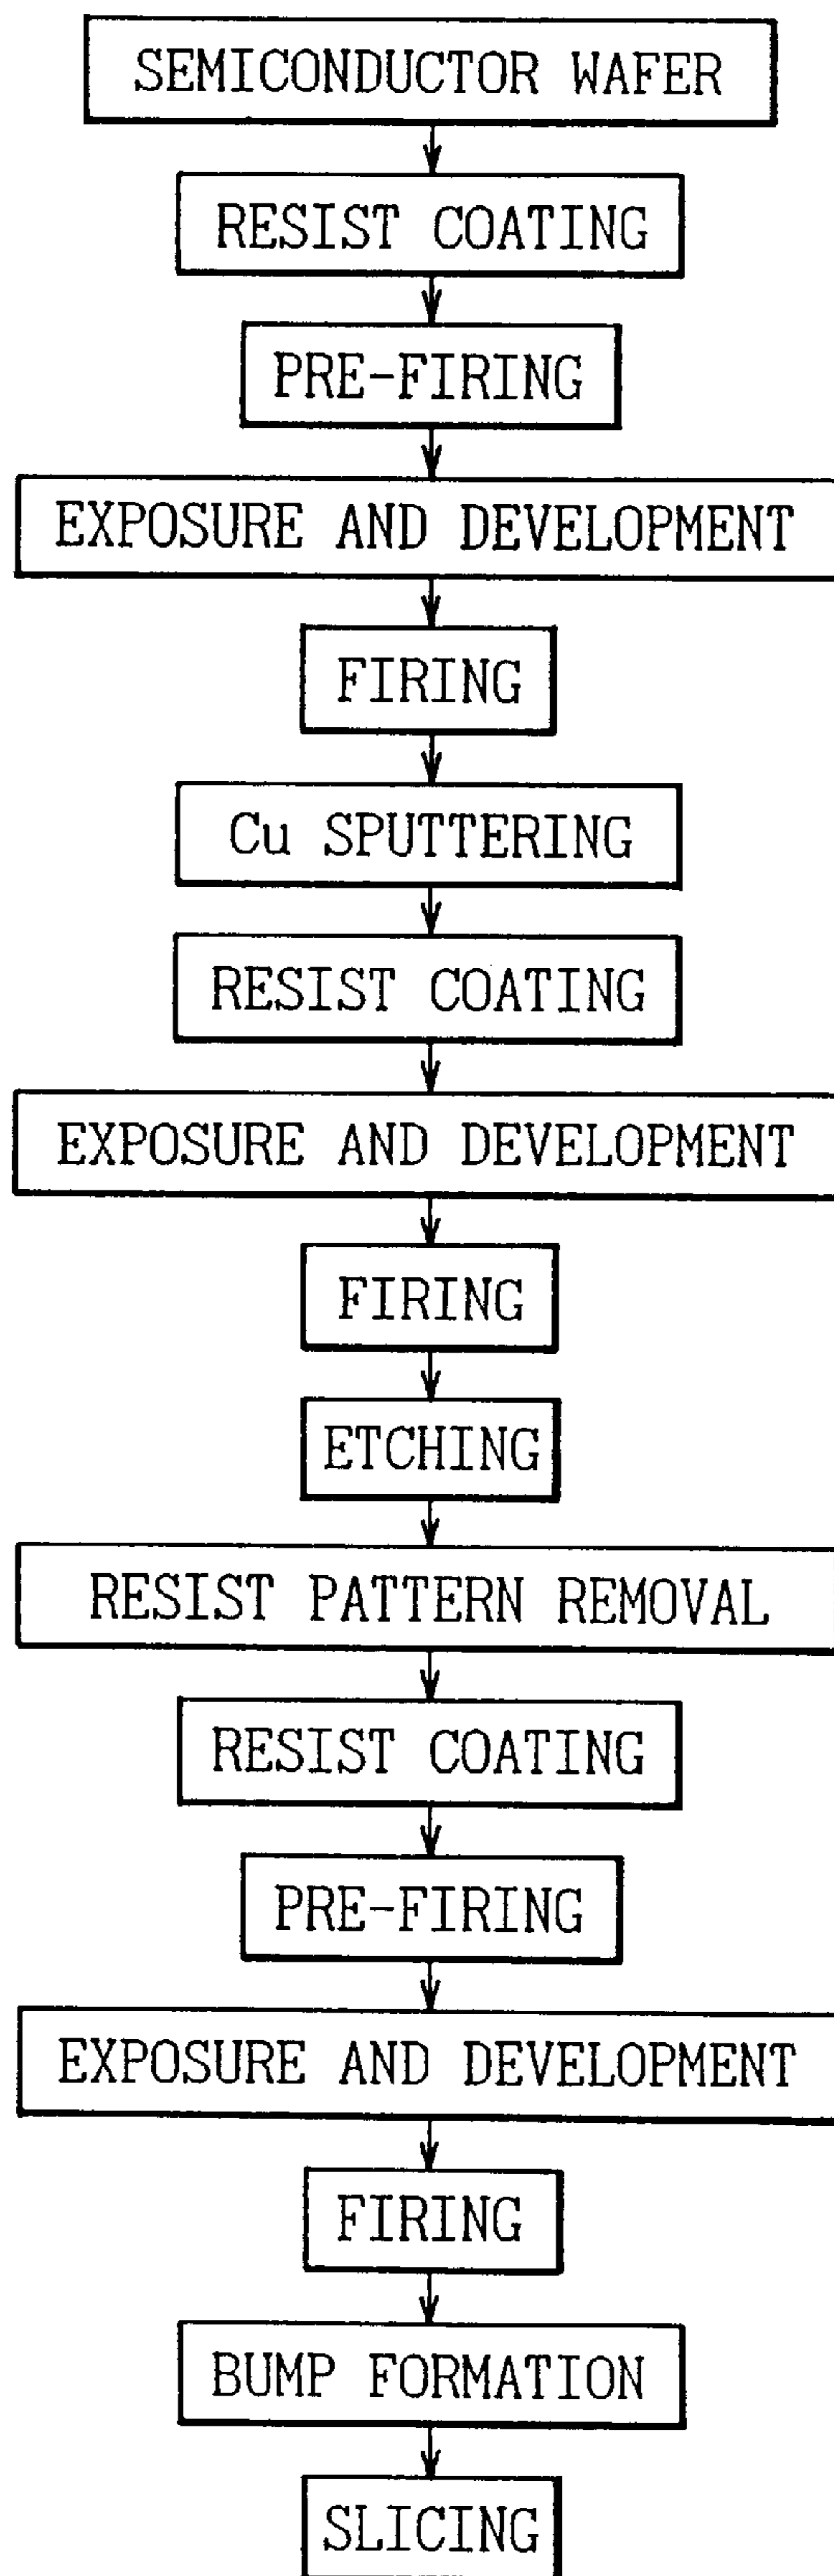 SEMICONDUCTOR WAFER
RESIST COATING
PRE-FIRING
EXPOSURE AND DEVELOPMENT
FIRING
Cu SPUTTERING
RESIST COATING
EXPOSURE AND DEVELOPMENT
FIRING
ETCHING
RESIST PATTERN REMOVAL
RESIST COATING
PRE-FIRING
EXPOSURE AND DEVELOPMENT
FIRING
BUMP FORMATION
SLICING